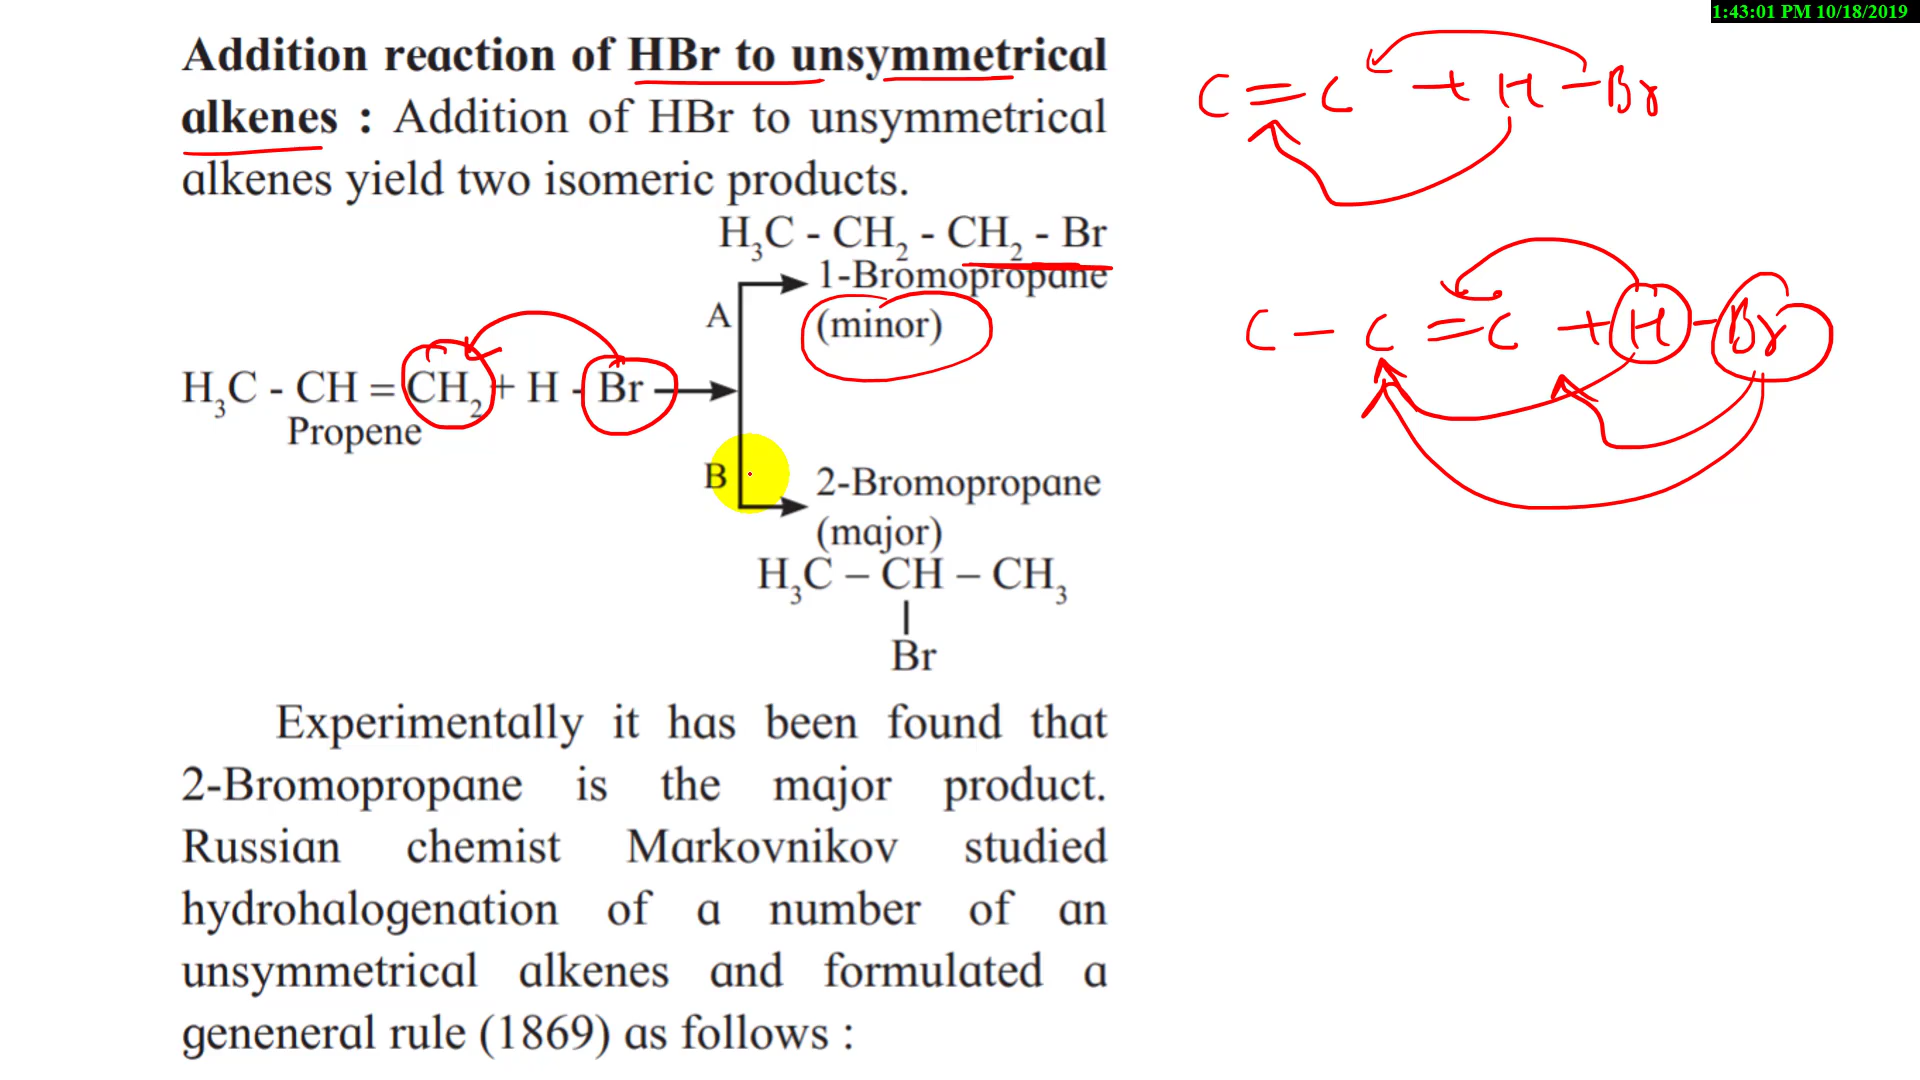 1:43:01 PM 10/18/2019
Addition reaction of HBr to unsymmetrical
alkenes : Addition of HBr to unsymmetrical
alkenes yield two isomeric products.
H₃C - CH₂ - CH₂ - Br
1-Bromopropane
A
(minor)
H₃C - CH = CH₂ + H - Br
Propene
B
2-Bromopropane
(major)
H₃C – CH – CH₃
|
Br
Experimentally it has been found that
2-Bromopropane is the major product.
Russian chemist Markovnikov studied
hydrohalogenation of a number of an
unsymmetrical alkenes and formulated a
geneneral rule (1869) as follows :
C = C + H - Br
C - C = C + H - Br